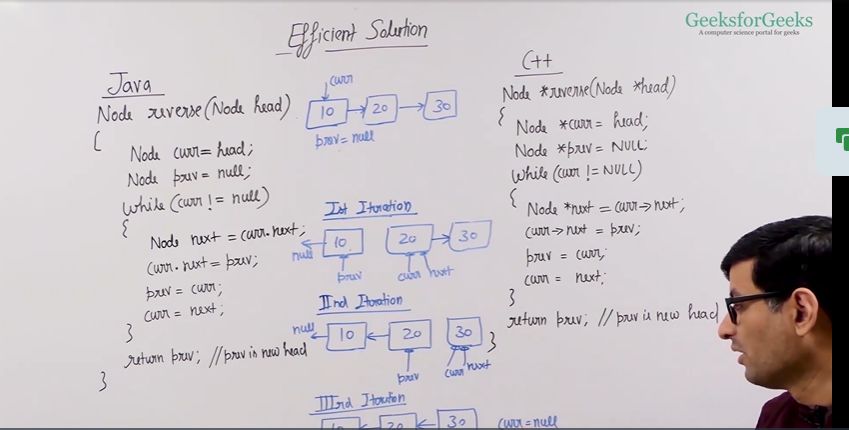 GeeksforGeeks
A computer science portal for geeks
Efficient Solution
Java
Node reverse(Node head)
{
Node curr = head;
Node prev = null;
While (curr != null)
{
Node next = curr.next;
curr.next = prev;
prev = curr;
curr = next;
}
return prev; //prev is new head
}
curr
10
20
30
prev = null
Ist Iteration
null
10
20
30
prev
curr
next
IInd Iteration
null
10
20
30
prev
curr
next
IIIrd Iteration
10
20
30
curr = null
C++
Node *reverse(Node *head)
{
Node *curr = head;
Node *prev = NULL;
While (curr != NULL)
{
Node *next = curr→next;
curr→next = prev;
prev = curr;
curr = next;
}
return prev; //prev is new head
}